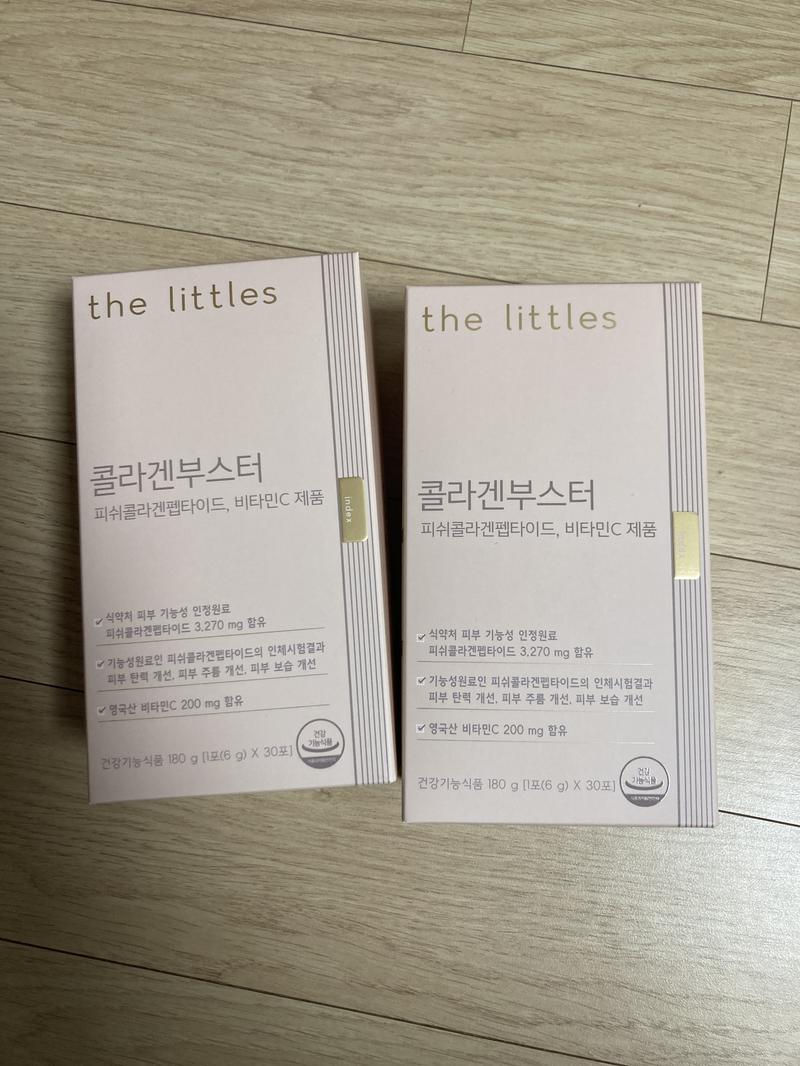 the littles
콜라겐부스터
피쉬콜라겐펩타이드, 비타민C 제품
index
식약처 피부 기능성 인정원료
피쉬콜라겐펩타이드 3,270 mg 함유
기능성원료인 피쉬콜라겐펩타이드의 인체시험결과
피부 탄력 개선, 피부 주름 개선, 피부 보습 개선
영국산 비타민C 200 mg 함유
건강기능식품 180 g [1포(6 g) X 30포]
건강
기능식품
the littles
콜라겐부스터
피쉬콜라겐펩타이드, 비타민C 제품
index
식약처 피부 기능성 인정원료
피쉬콜라겐펩타이드 3,270 mg 함유
기능성원료인 피쉬콜라겐펩타이드의 인체시험결과
피부 탄력 개선, 피부 주름 개선, 피부 보습 개선
영국산 비타민C 200 mg 함유
건강기능식품 180 g [1포(6 g) X 30포]
건강
기능식품